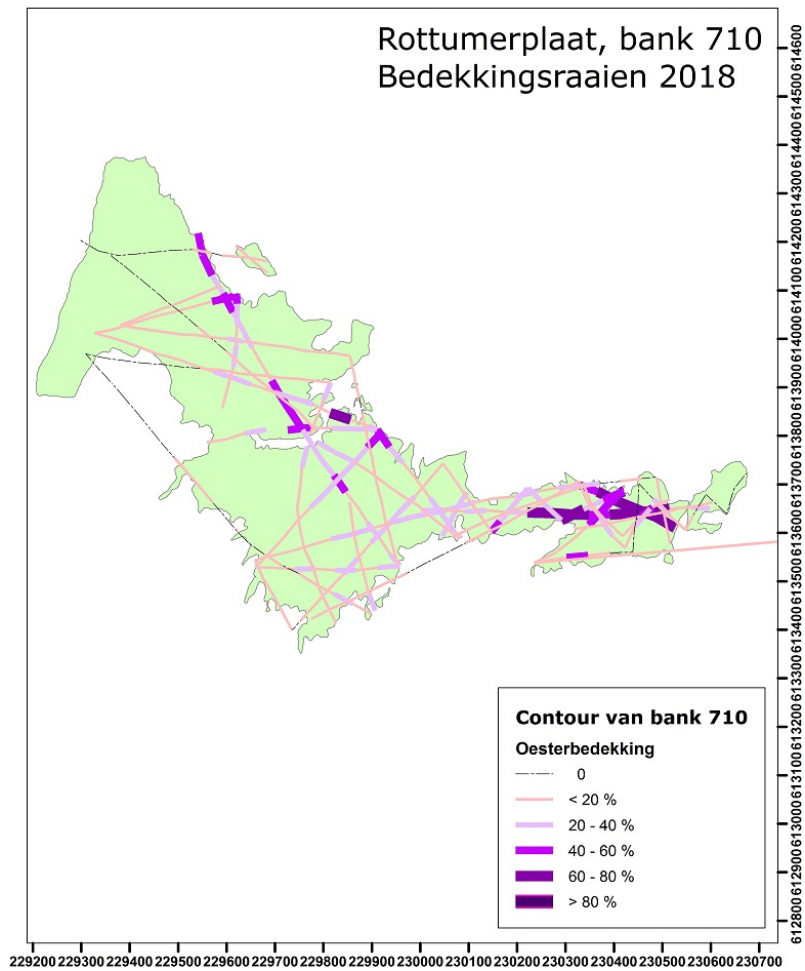 Rottumerplaat, bank 710
Bedekkingsraaien 2018
614600
614500
614400
614300
614200
614100
614000
613900
613800
613700
613600
613500
613400
613300
613200
613100
613000
612900
612800
Contour van bank 710
Oesterbedekking
0
< 20 %
20 - 40 %
40 - 60 %
60 - 80 %
> 80 %
229200 229300 229400 229500 229600 229700 229800 229900 230000 230100 230200 230300 230400 230500 230600 230700